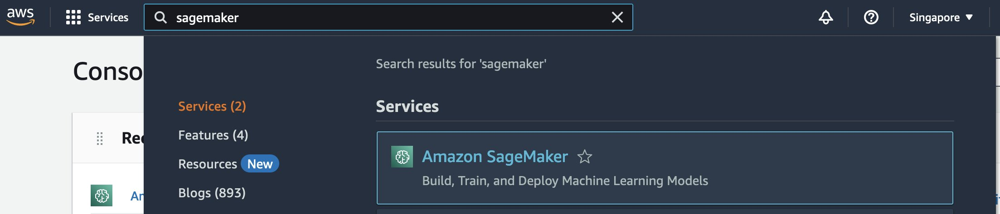 aws
Services
sagemaker
Singapore
Conso
Search results for 'sagemaker'
Services (2)
Features (4)
Resources New
Blogs (893)
Services
Amazon SageMaker
Build, Train, and Deploy Machine Learning Models
Rec
An